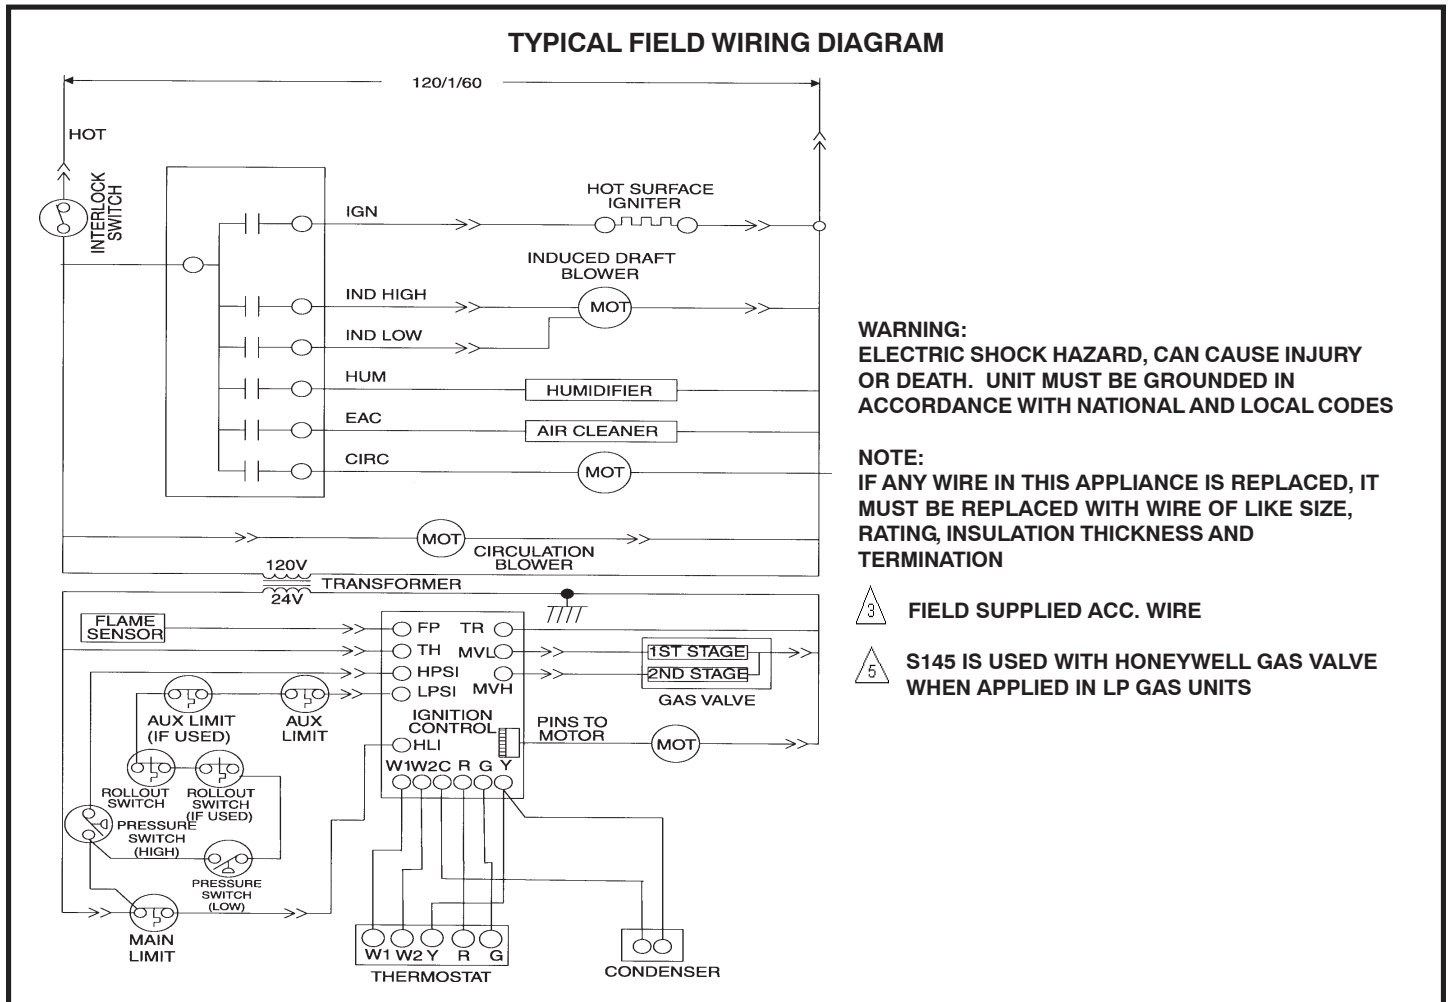 TYPICAL FIELD WIRING DIAGRAM
120/1/60
HOT
INTERLOCK
SWITCH
IGN
HOT SURFACE
IGNITER
INDUCED DRAFT
BLOWER
IND HIGH
MOT
IND LOW
HUM
HUMIDIFIER
EAC
AIR CLEANER
CIRC
MOT
MOT
CIRCULATION
BLOWER
120V
TRANSFORMER
24V
FLAME
SENSOR
FP
TR
TH
MVL
1ST STAGE
HPSI
2ND STAGE
LPSI
MVH
GAS VALVE
AUX LIMIT
(IF USED)
AUX
LIMIT
IGNITION
CONTROL
PINS TO
MOTOR
MOT
HLI
W1 W2 C R G Y
ROLLOUT
SWITCH
ROLLOUT
SWITCH
(IF USED)
PRESSURE
SWITCH
(HIGH)
PRESSURE
SWITCH
(LOW)
MAIN
LIMIT
W1 W2 Y R G
THERMOSTAT
CONDENSER
WARNING:
ELECTRIC SHOCK HAZARD, CAN CAUSE INJURY
OR DEATH. UNIT MUST BE GROUNDED IN
ACCORDANCE WITH NATIONAL AND LOCAL CODES
NOTE:
IF ANY WIRE IN THIS APPLIANCE IS REPLACED, IT
MUST BE REPLACED WITH WIRE OF LIKE SIZE,
RATING, INSULATION THICKNESS AND
TERMINATION
3 FIELD SUPPLIED ACC. WIRE
5 S145 IS USED WITH HONEYWELL GAS VALVE
WHEN APPLIED IN LP GAS UNITS